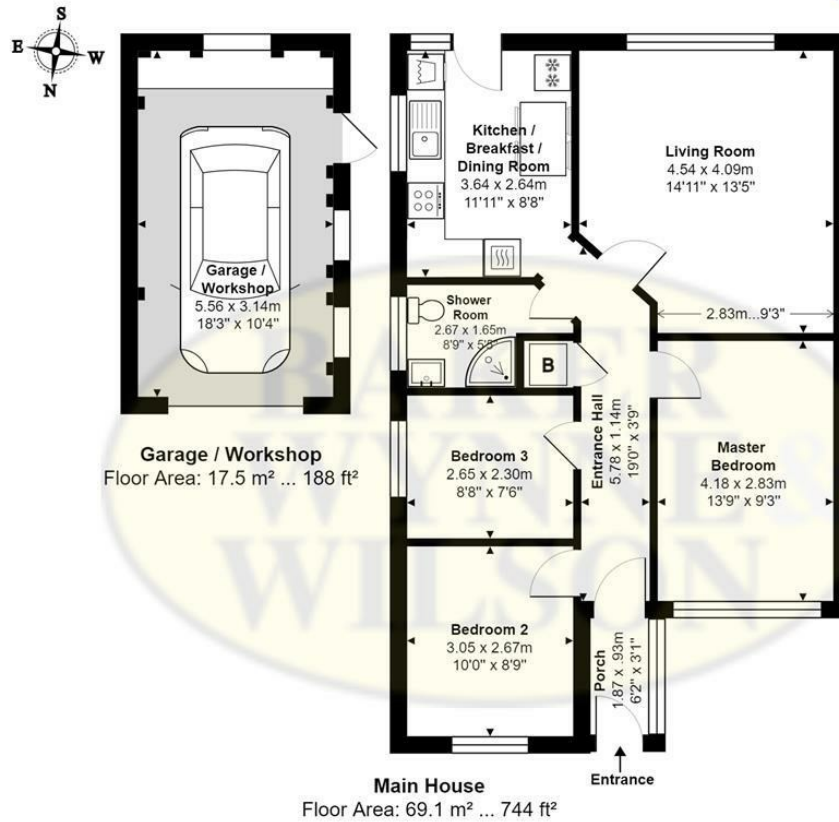 S
E
W
N
Kitchen /
Breakfast /
Dining Room
3.64 x 2.64m
11'11" x 8'8"
Living Room
4.54 x 4.09m
14'11" x 13'5"
2.83m...9'3"
Garage /
Workshop
5.56 x 3.14m
18'3" x 10'4"
Shower
Room
2.67 x 1.65m
8'9" x 5'5"
B
Entrance Hall
5.78 x 1.14m
19'0" x 3'9"
Master
Bedroom
4.18 x 2.83m
13'9" x 9'3"
Garage / Workshop
Floor Area: 17.5 m² ... 188 ft²
Bedroom 3
2.65 x 2.30m
8'8" x 7'6"
Bedroom 2
3.05 x 2.67m
10'0" x 8'9"
Porch
1.87 x .93m
6'2" x 3'1"
Entrance
Main House
Floor Area: 69.1 m² ... 744 ft²
BAKER
WYNNE &
WILSON